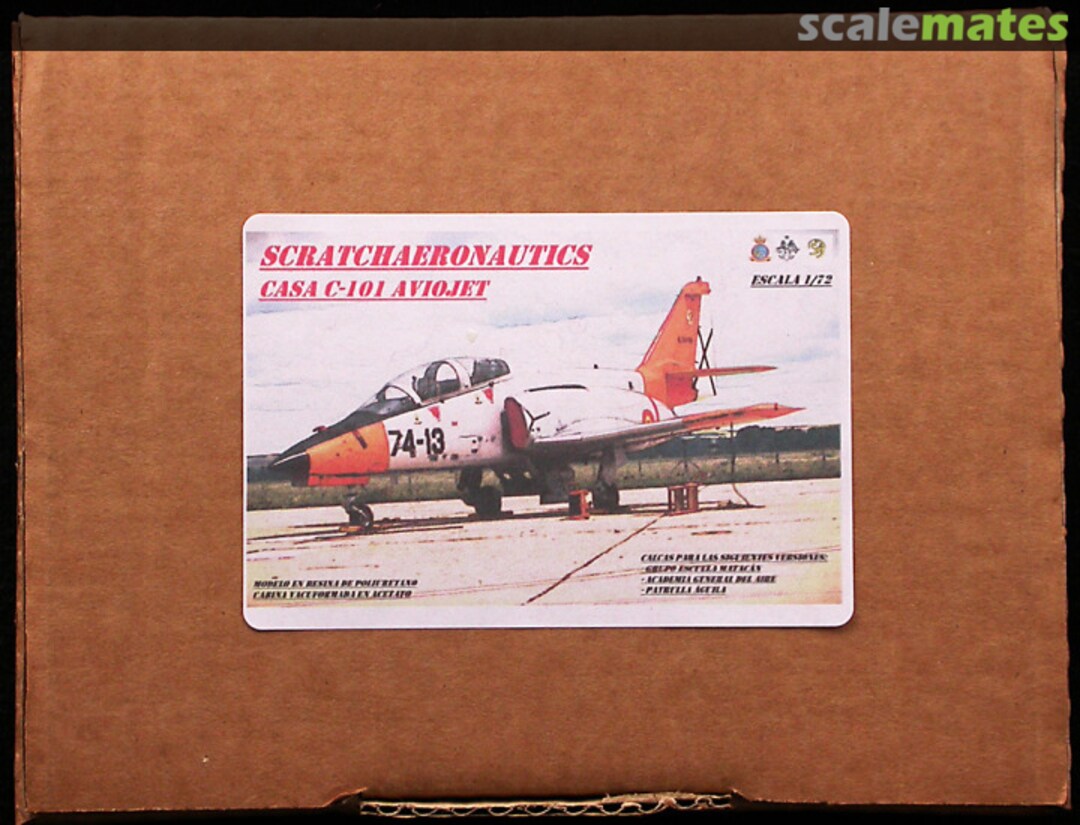 scalemates
SCRATCHAERONAUTICS
CASA C-101 AVIOJET
ESCALA 1/72
74-13
CALCAS PARA LAS SIGUIENTES VERSIONES:
- GRUPO ESCUELA MATACÁN
- ACADEMIA GENERAL DEL AIRE
- PATRULLA ÁGUILA
MODELO EN RESINA DE POLIURETANO
CABINA VACUFORMADA EN ACETATO